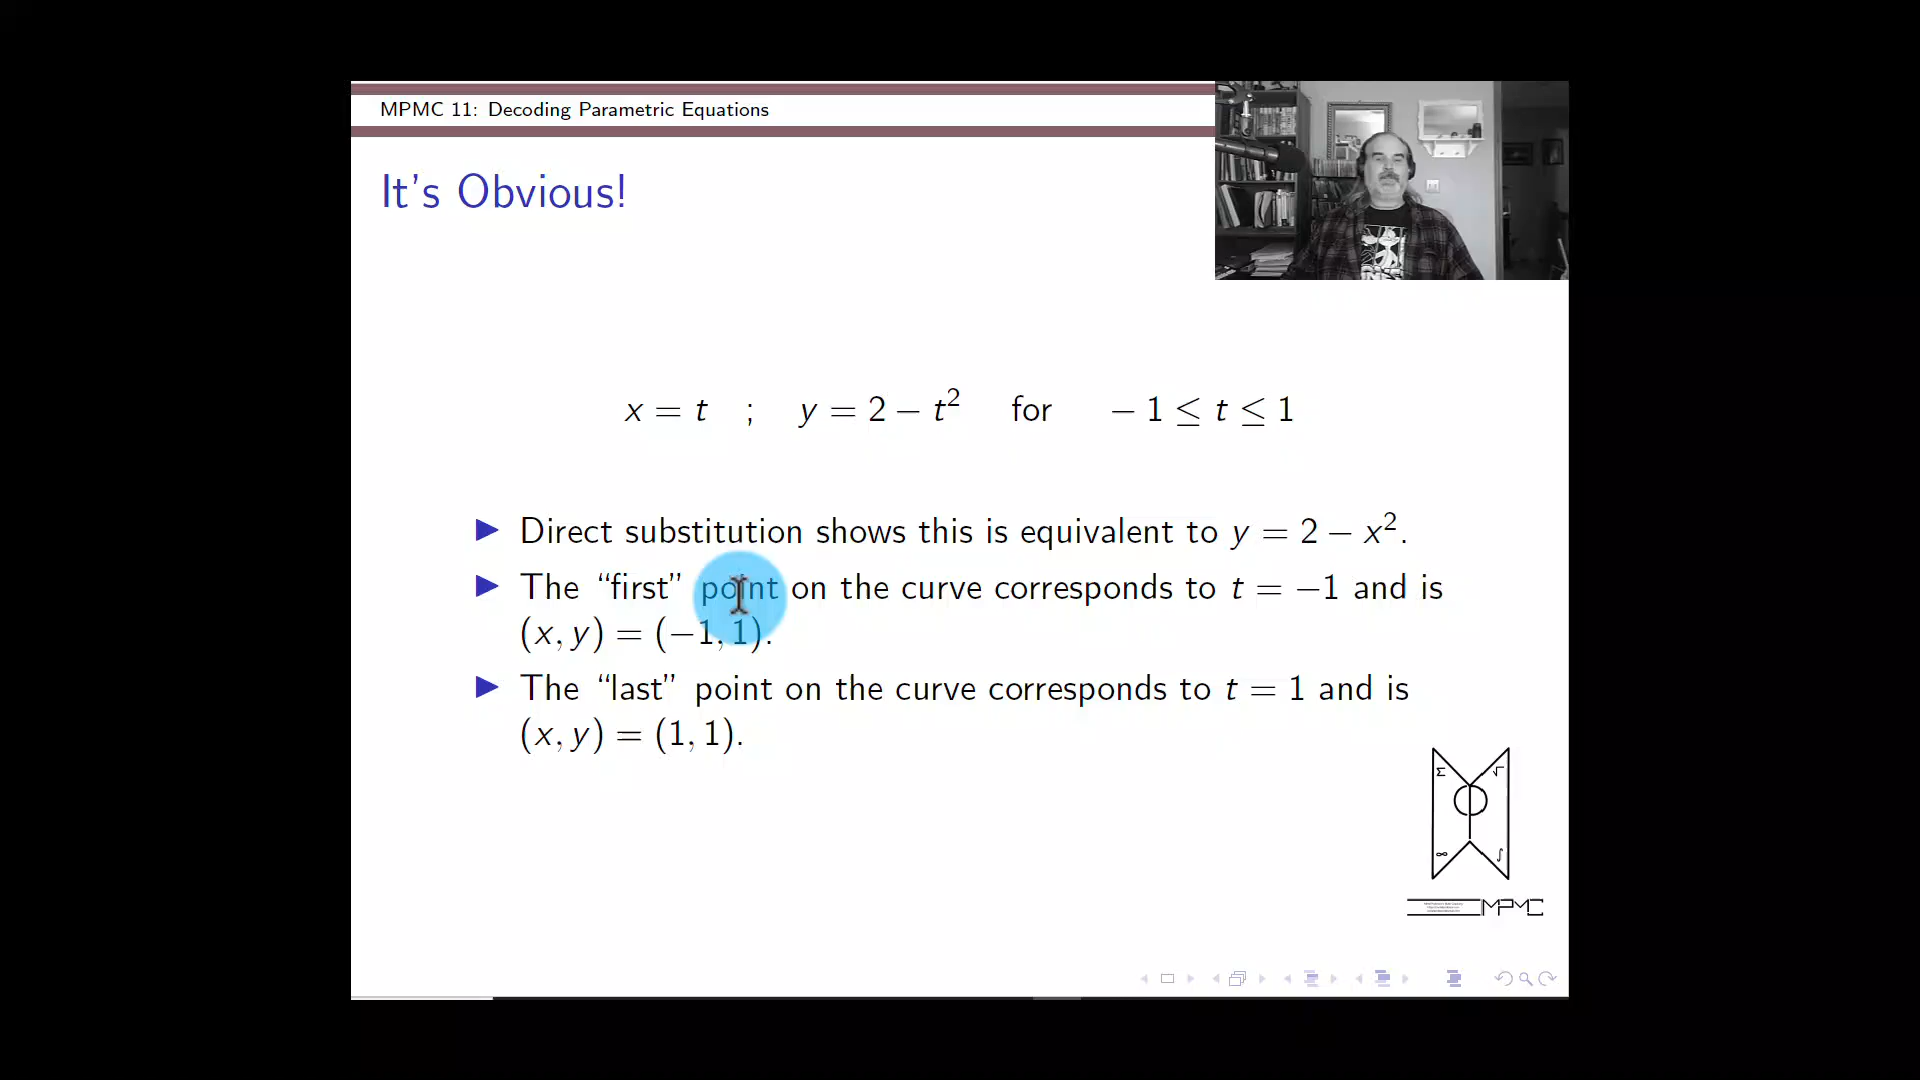 MPMC 11: Decoding Parametric Equations
It's Obvious!
x = t ; y = 2 − t² for − 1 ≤ t ≤ 1
▶ Direct substitution shows this is equivalent to y = 2 − x².
▶ The “first” point on the curve corresponds to t = −1 and is
(x, y) = (−1, 1).
▶ The “last” point on the curve corresponds to t = 1 and is
(x, y) = (1, 1).
Σ √
∞ ∫
MPMC